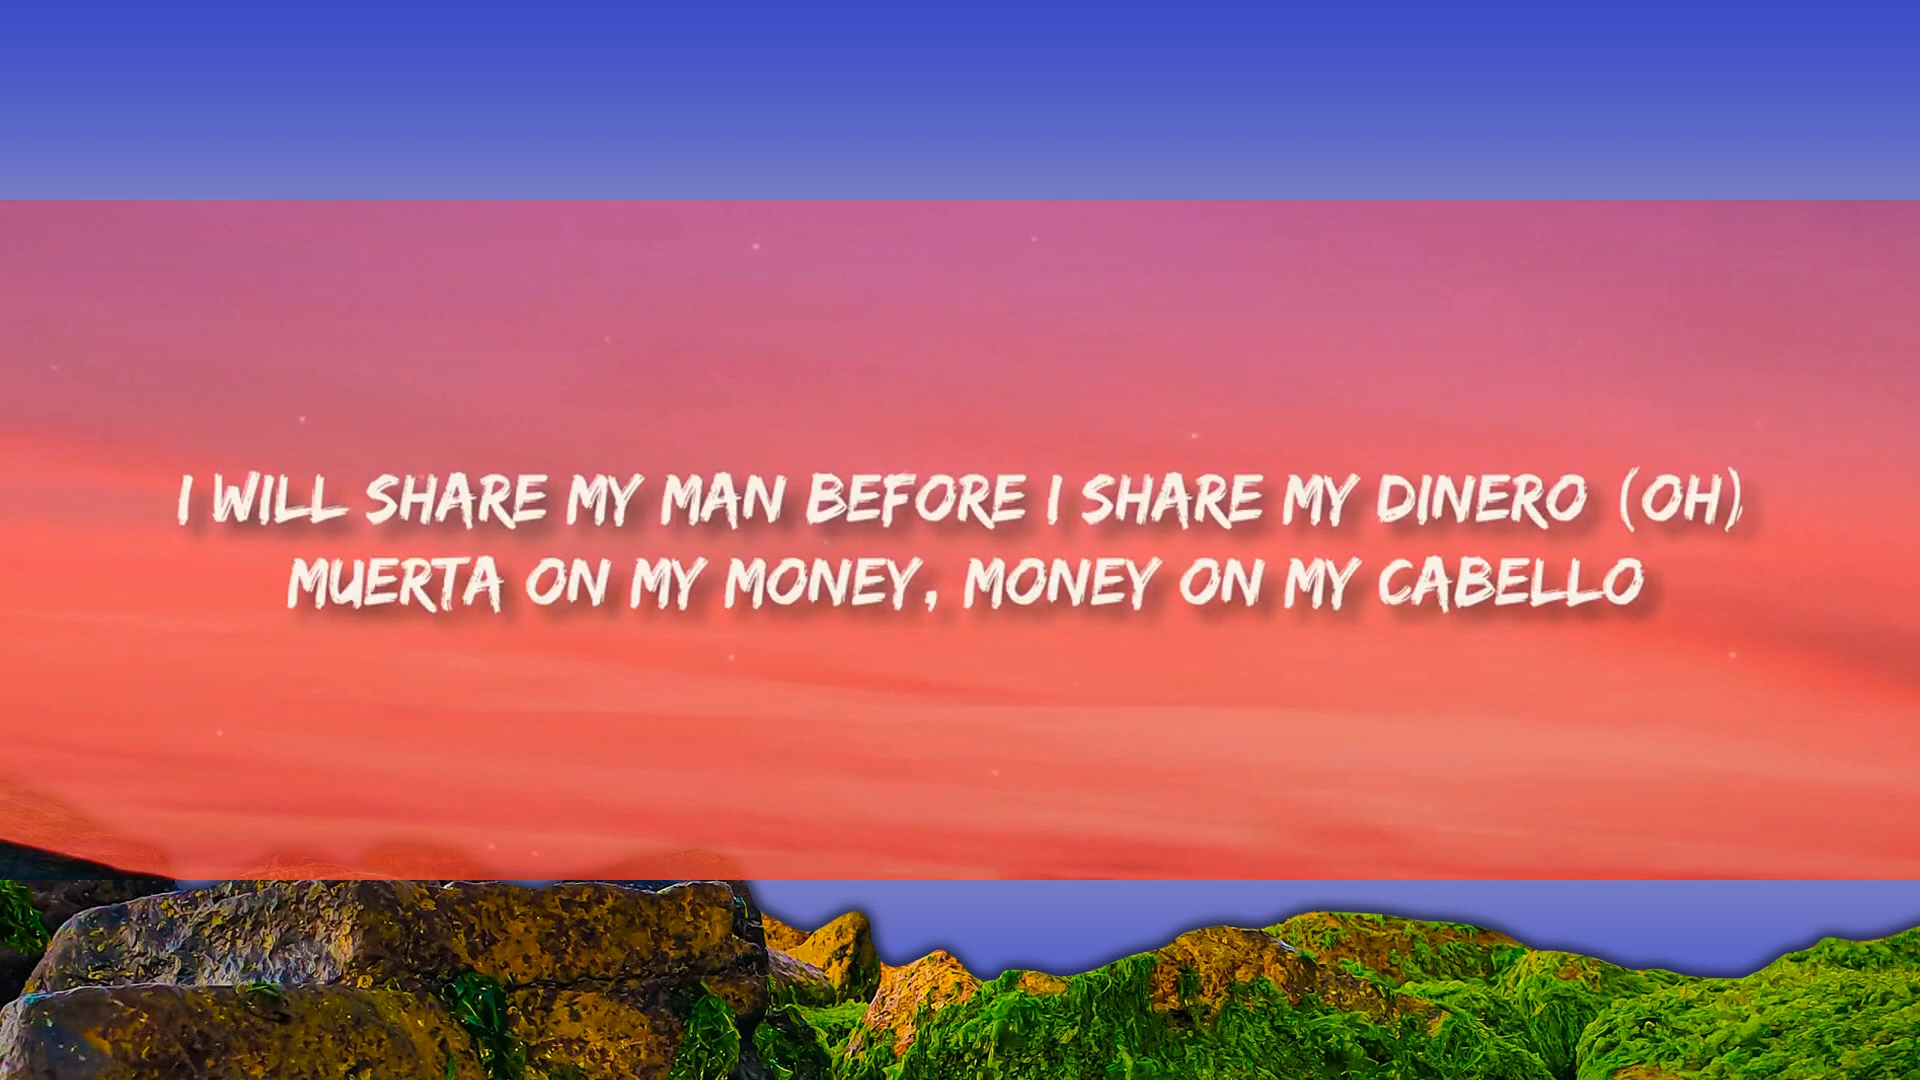 I WILL SHARE MY MAN BEFORE I SHARE MY DINERO (OH)
MUERTA ON MY MONEY, MONEY ON MY CABELLO